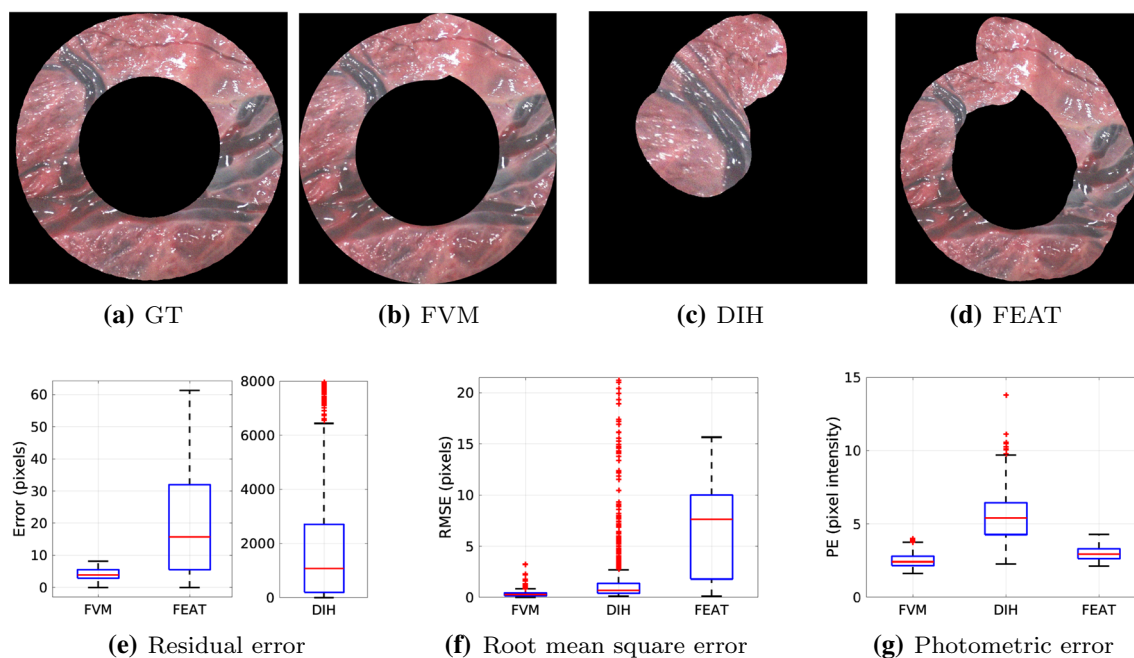 (a) GT
(b) FVM
(c) DIH
(d) FEAT
Error (pixels)
60
50
40
30
20
10
0
FVM
FEAT
8000
6000
4000
2000
0
DIH
(e) Residual error
RMSE (pixels)
20
15
10
5
0
FVM
DIH
FEAT
(f) Root mean square error
PE (pixel intensity)
15
10
5
0
FVM
DIH
FEAT
(g) Photometric error